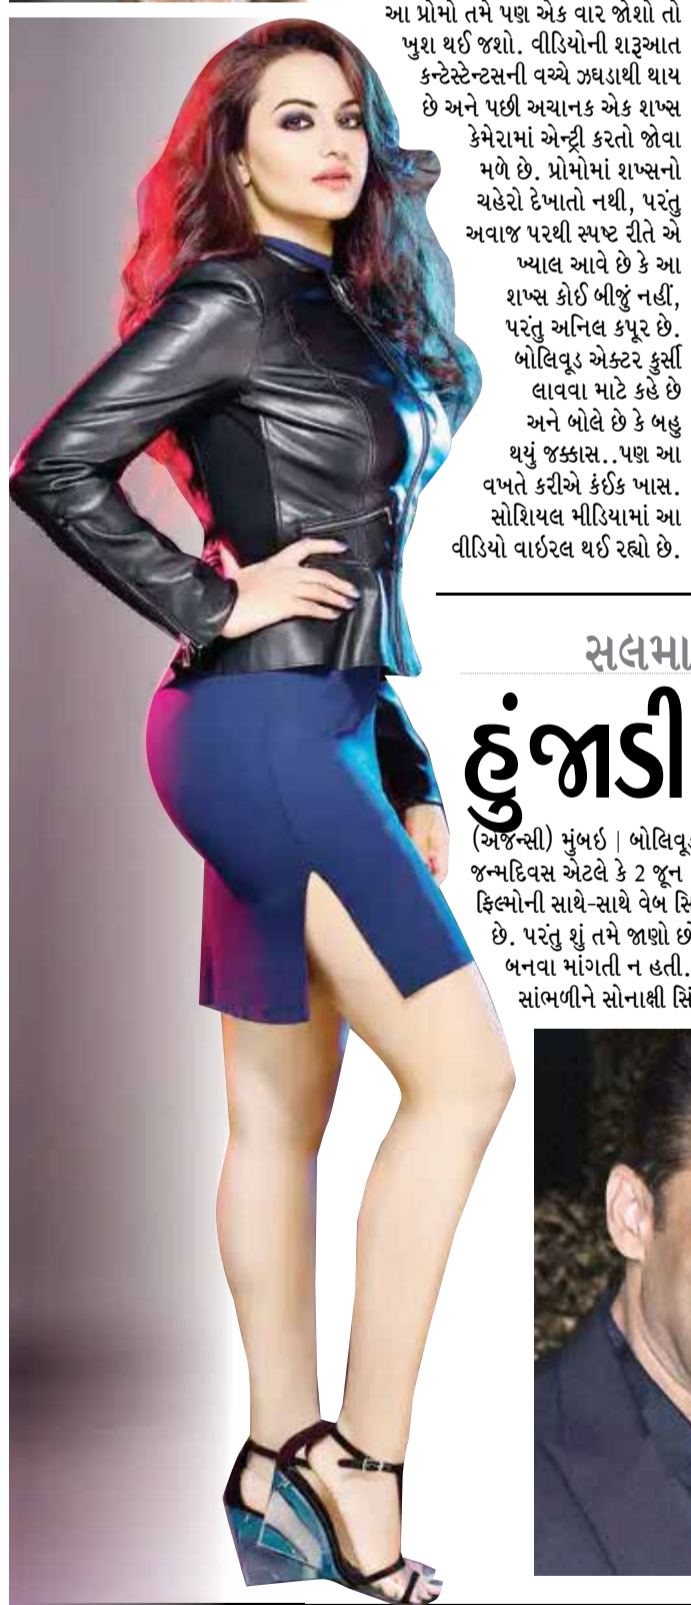 આ પ્રોમો તમે પણ એક વાર જોશો તો
ખુશ થઈ જશો. વીડિયોની શરૂઆત
કન્ટેસ્ટેન્ટસની વચ્ચે ઝઘડાથી થાય
છે અને પછી અચાનક એક શખ્સ
કેમેરામાં એન્ટ્રી કરતો જોવા
મળે છે. પ્રોમોમાં શખ્સનો
ચહેરો દેખાતો નથી, પરંતુ
અવાજ પરથી સ્પષ્ટ રીતે એ
ખ્યાલ આવે છે કે આ
શખ્સ કોઈ બીજું નહીં,
પરંતુ અનિલ કપૂર છે.
બોલિવૂડ એક્ટર કુર્સી
લાવવા માટે કહે છે
અને બોલે છે કે બહુ
થયું જક્કાસ..પણ આ
વખતે કરીએ કંઈક ખાસ.
સોશિયલ મીડિયામાં આ
વીડિયો વાઇરલ થઈ રહ્યો છે.
સલમા
હું જાડી
(એજન્સી) મુંબઇ | બોલિવૂ
જન્મદિવસ એટલે કે 2 જૂન
ફિલ્મોની સાથે-સાથે વેબ સિ
છે. પરંતુ શું તમે જાણો છો
બનવા માંગતી ન હતી.
સાંભળીને સોનાક્ષી સિં